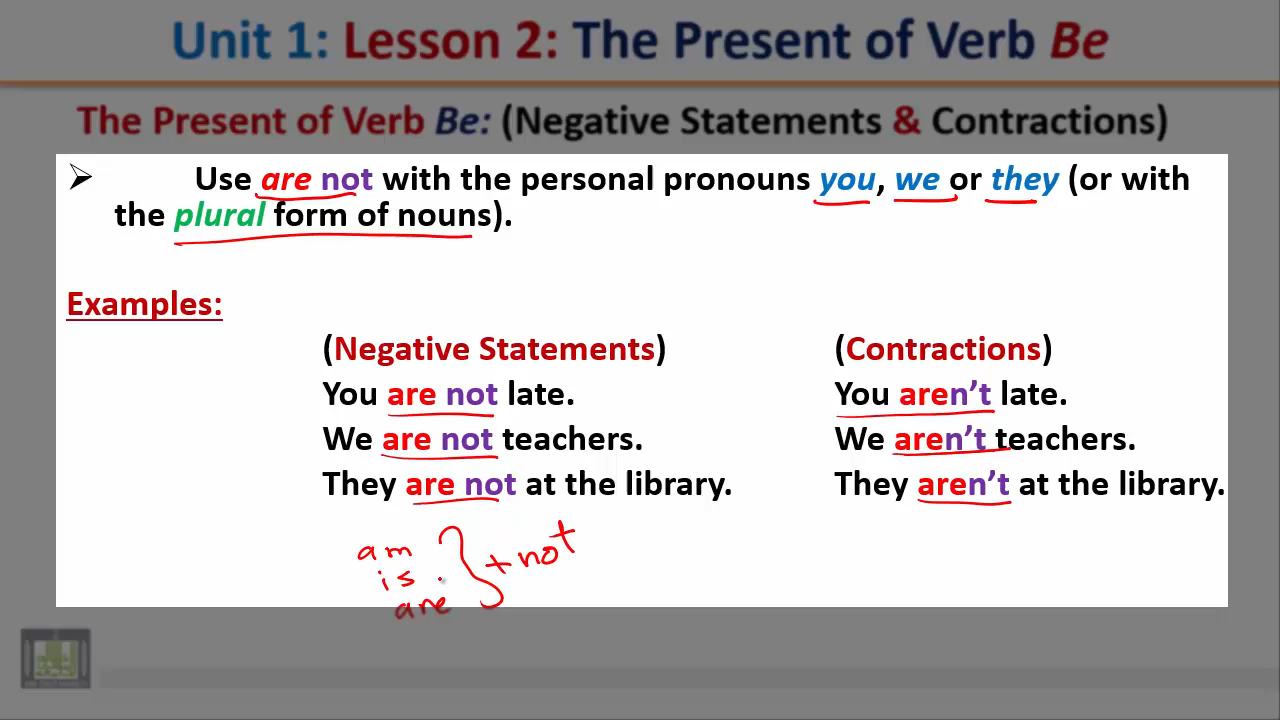 Unit 1: Lesson 2: The Present of Verb Be
The Present of Verb Be: (Negative Statements & Contractions)
Use are not with the personal pronouns you, we or they (or with
the plural form of nouns).
Examples:
(Negative Statements) (Contractions)
You are not late. You aren’t late.
We are not teachers. We aren’t teachers.
They are not at the library. They aren’t at the library.
am
is
are
+ not